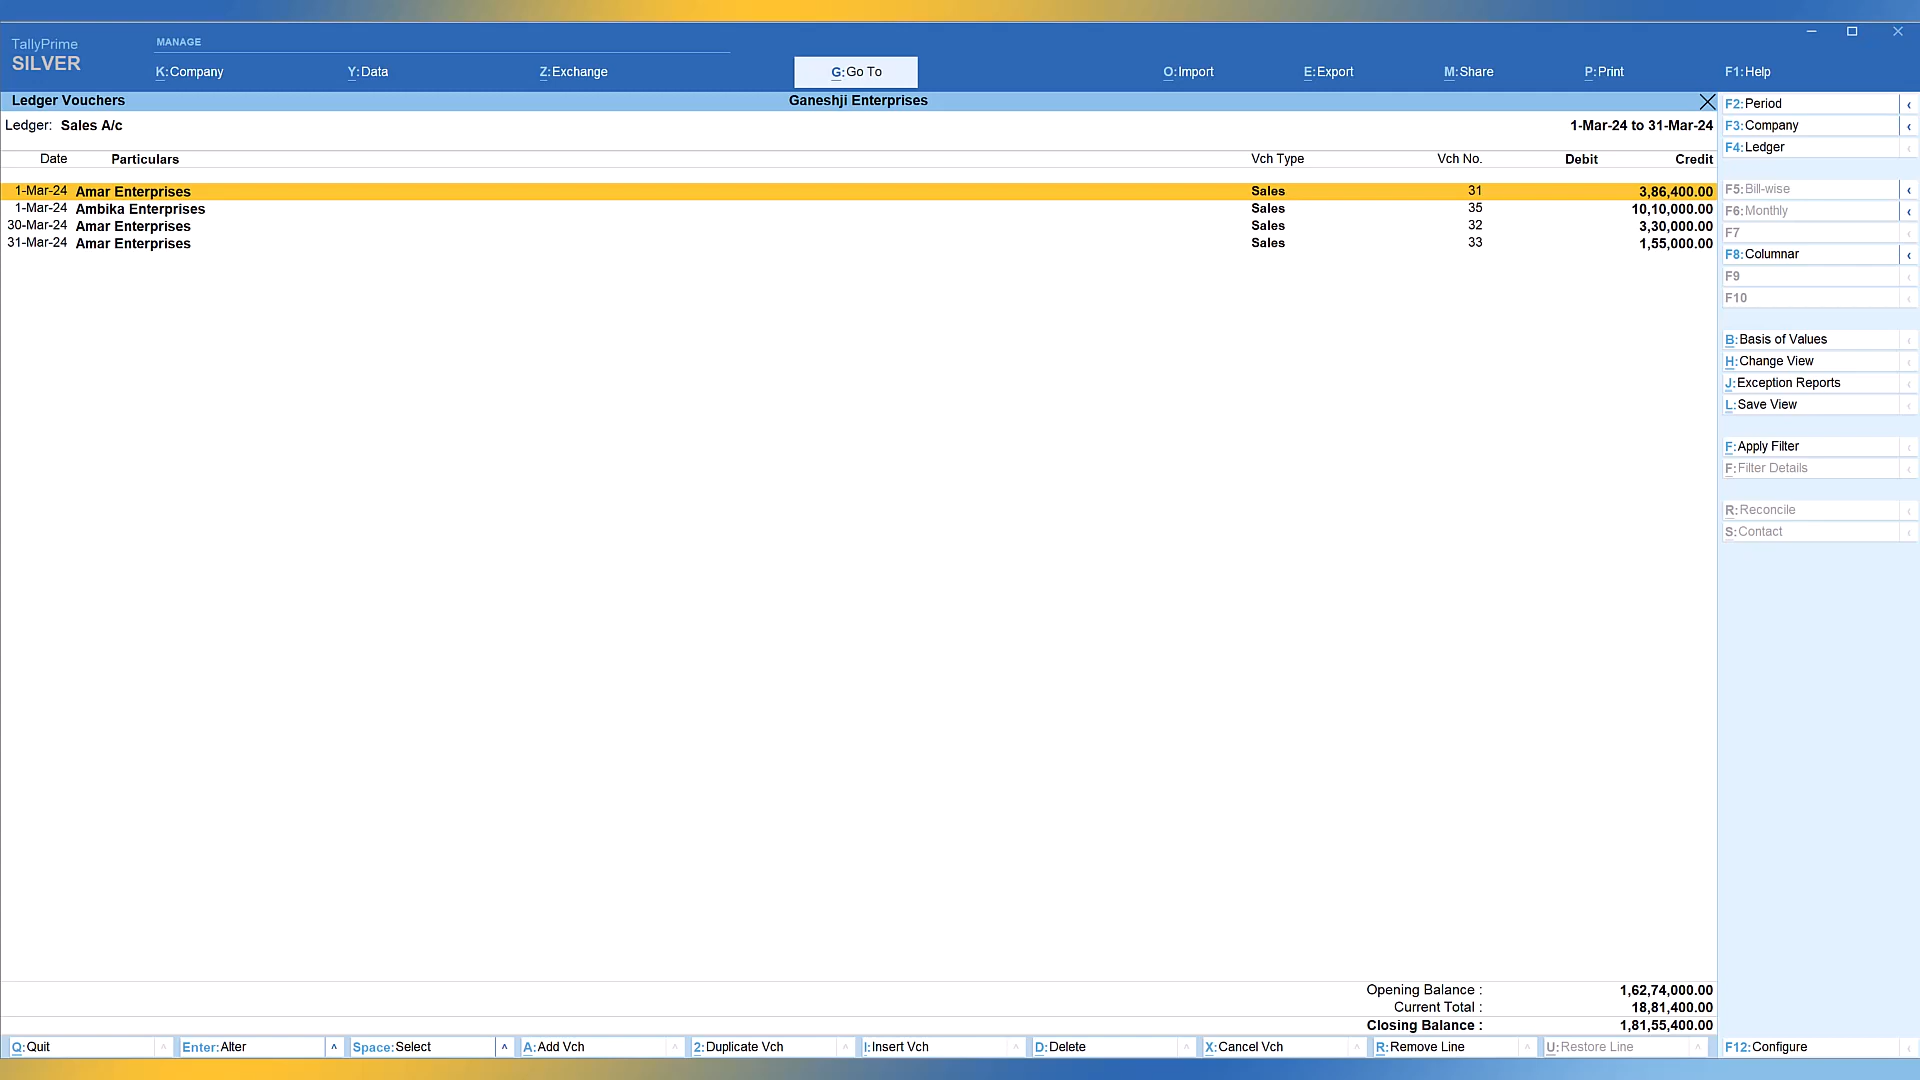 TallyPrime
SILVER
MANAGE
K:Company Y:Data Z:Exchange G:Go To O:Import E:Export M:Share P:Print F1:Help
Ledger Vouchers Ganeshji Enterprises
Ledger: Sales A/c 1-Mar-24 to 31-Mar-24
Date Particulars Vch Type Vch No. Debit Credit
1-Mar-24 Amar Enterprises Sales 31 3,86,400.00
1-Mar-24 Ambika Enterprises Sales 35 10,10,000.00
30-Mar-24 Amar Enterprises Sales 32 3,30,000.00
31-Mar-24 Amar Enterprises Sales 33 1,55,000.00
Opening Balance : 1,62,74,000.00
Current Total : 18,81,400.00
Closing Balance : 1,81,55,400.00
F2:Period
F3:Company
F4:Ledger
F5:Bill-wise
F6:Monthly
F7
F8:Columnar
F9
F10
B:Basis of Values
H:Change View
J:Exception Reports
L:Save View
F:Apply Filter
F:Filter Details
R:Reconcile
S:Contact
Q:Quit Enter:Alter Space:Select A:Add Vch 2:Duplicate Vch I:Insert Vch D:Delete X:Cancel Vch R:Remove Line U:Restore Line F12:Configure